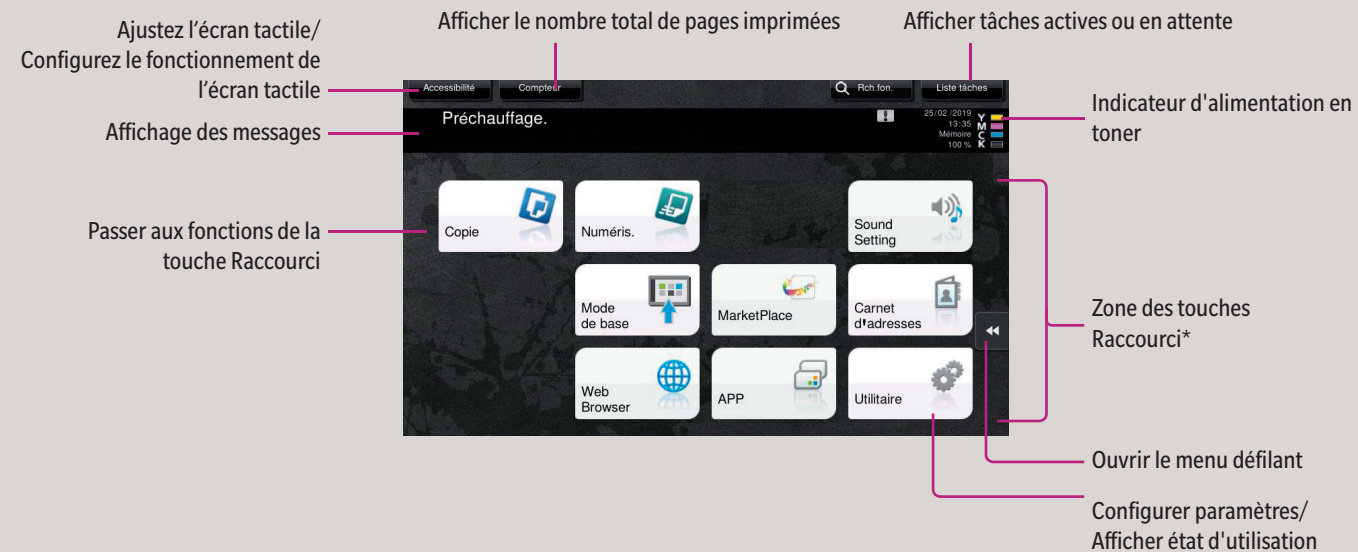 Ajustez l’écran tactile/
Configurez le fonctionnement de
l’écran tactile
Afficher le nombre total de pages imprimées
Afficher tâches actives ou en attente
Affichage des messages
Passer aux fonctions de la
touche Raccourci
Accessibilité
Compteur
Rch.fon.
Liste tâches
Préchauffage.
25/02 /2019
13:35
Mémoire
100 %
Y
M
C
K
Copie
Numéris.
Sound
Setting
Mode
de base
MarketPlace
Carnet
d'adresses
Web
Browser
APP
Utilitaire
Indicateur d'alimentation en
toner
Zone des touches
Raccourci*
Ouvrir le menu défilant
Configurer paramètres/
Afficher état d'utilisation